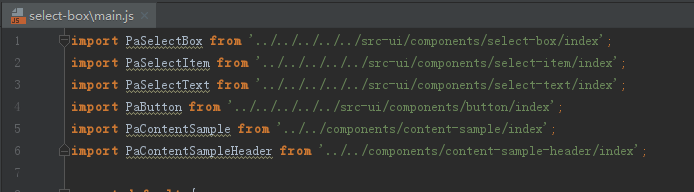 select-box\main.js
1 import PaSelectBox from '../../../../../src-ui/components/select-box/index';
2 import PaSelectItem from '../../../../../src-ui/components/select-item/index';
3 import PaSelectText from '../../../../../src-ui/components/select-text/index';
4 import PaButton from '../../../../../src-ui/components/button/index';
5 import PaContentSample from '../../components/content-sample/index';
6 import PaContentSampleHeader from '../../components/content-sample-header/index';
7